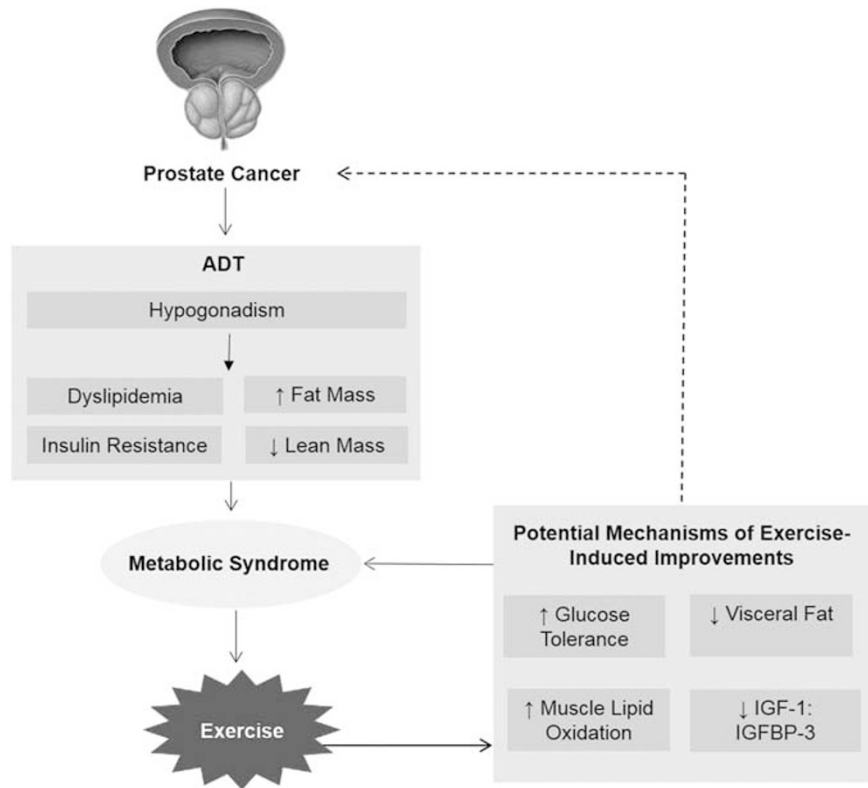 Prostate Cancer
ADT
Hypogonadism
Dyslipidemia
↑ Fat Mass
Insulin Resistance
↓ Lean Mass
Metabolic Syndrome
Exercise
Potential Mechanisms of Exercise-
Induced Improvements
↑ Glucose
Tolerance
↓ Visceral Fat
↑ Muscle Lipid
Oxidation
↓ IGF-1:
IGFBP-3